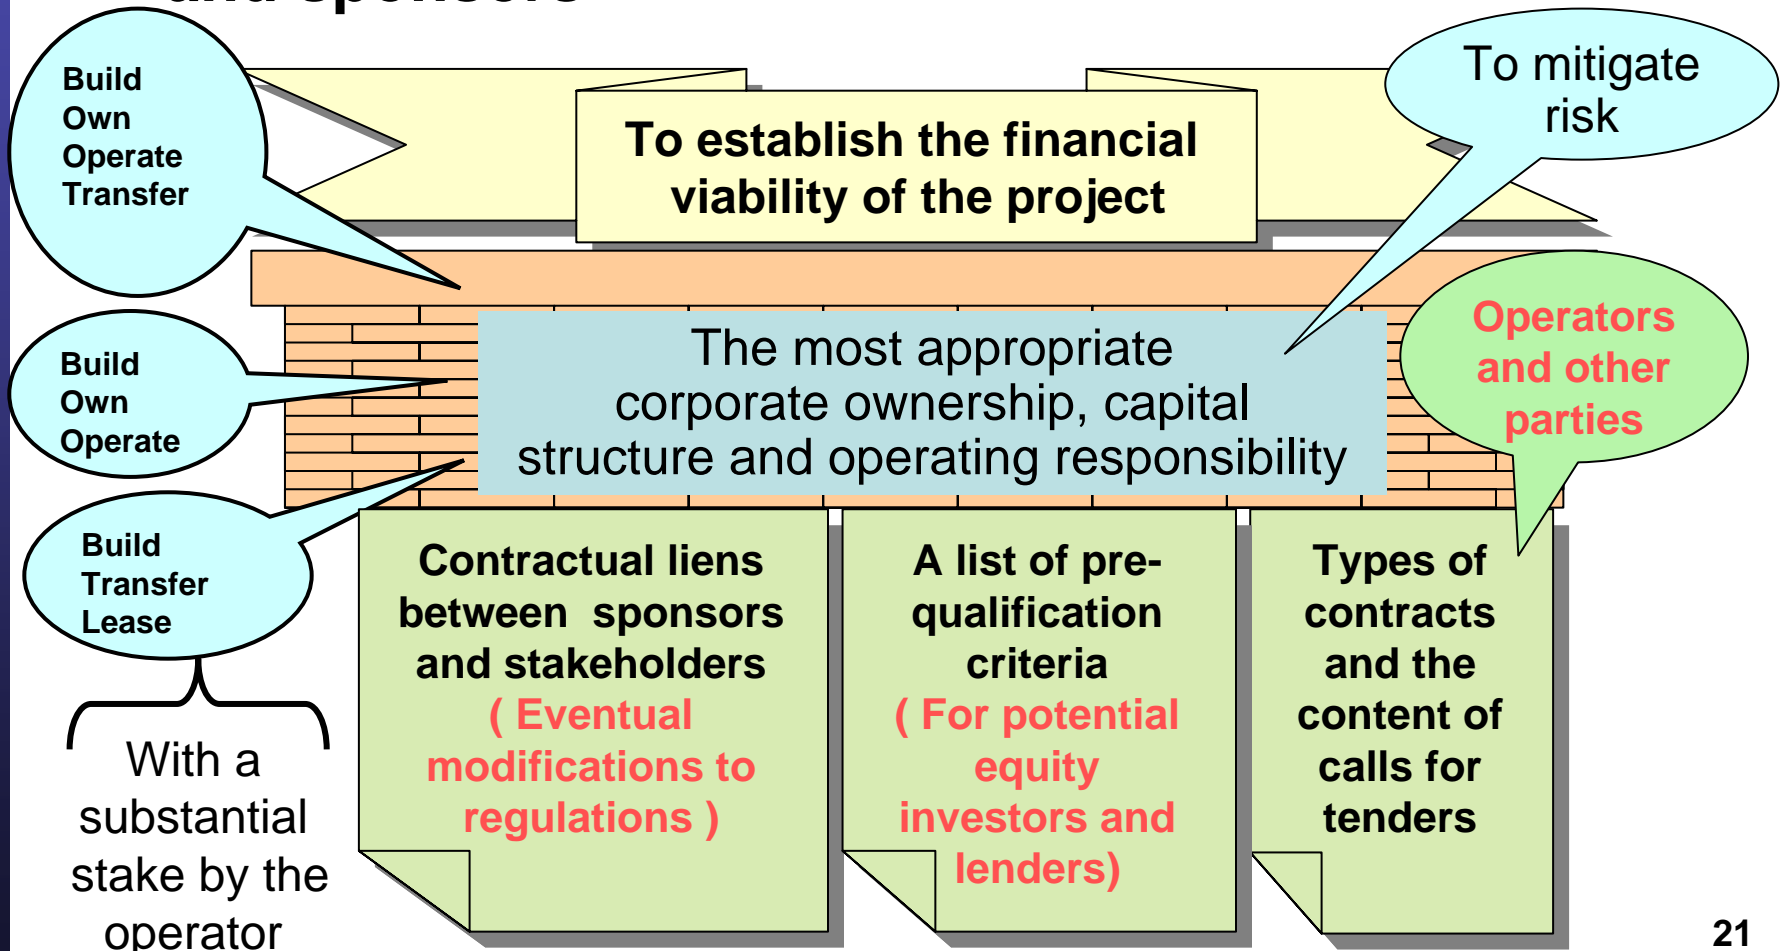 and sponsors
Build
Own
Operate
Transfer
To establish the financial
viability of the project
To mitigate
risk
Build
Own
Operate
The most appropriate
corporate ownership, capital
structure and operating responsibility
Operators
and other
parties
Build
Transfer
Lease
With a
substantial
stake by the
operator
Contractual liens
between sponsors
and stakeholders
( Eventual
modifications to
regulations )
A list of pre-
qualification
criteria
( For potential
equity
investors and
lenders)
Types of
contracts
and the
content of
calls for
tenders
21